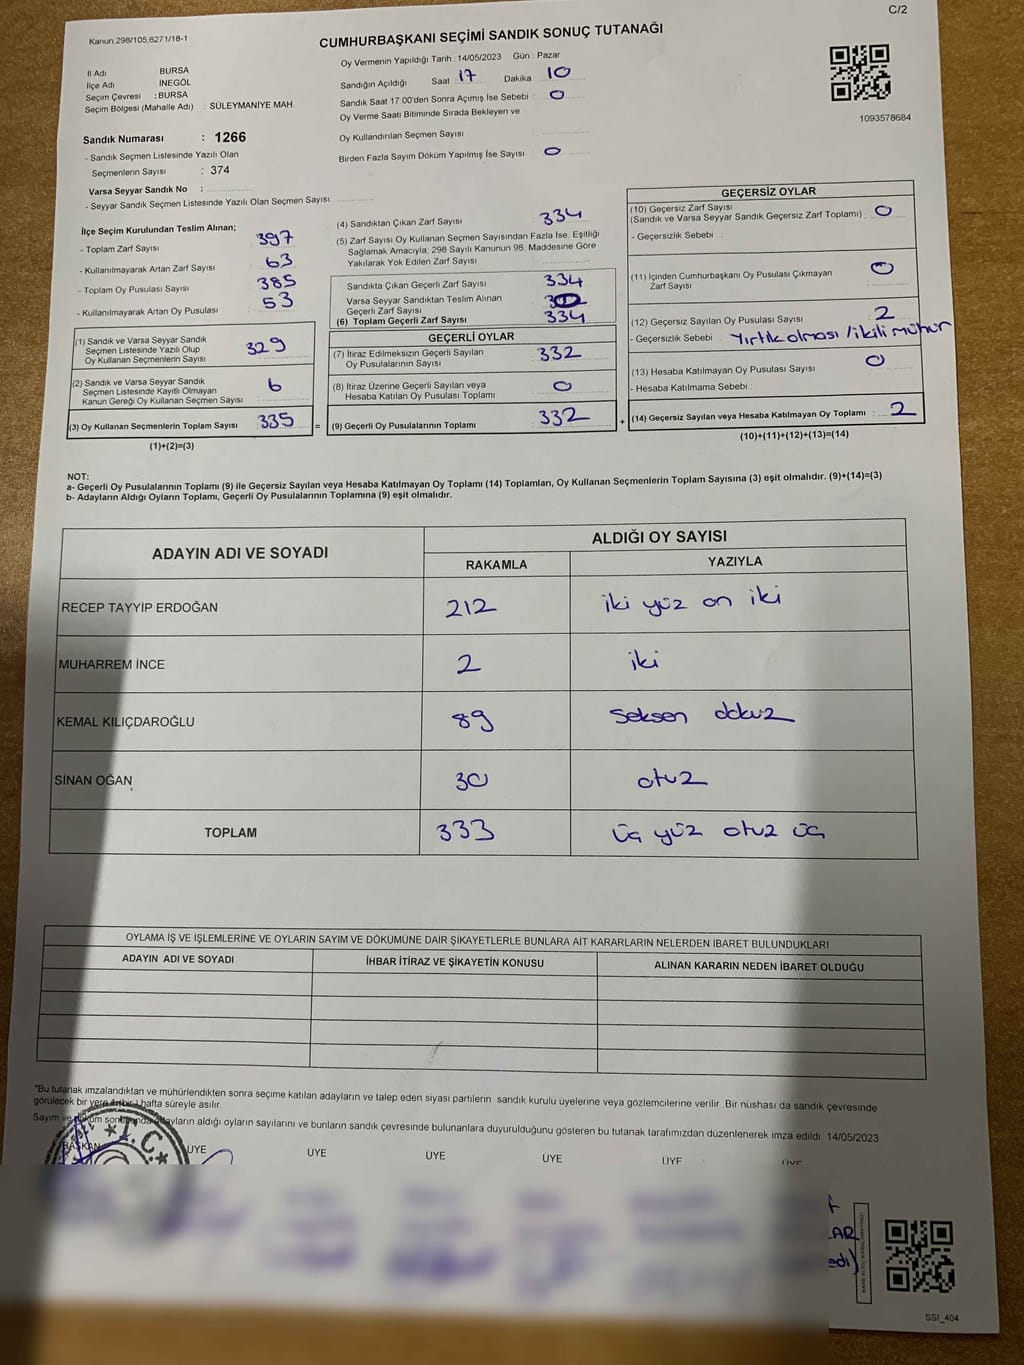 C/2
Kanun 298/105,6271/18-1
CUMHURBAŞKANI SEÇİMİ SANDIK SONUÇ TUTANAĞI
İl Adı BURSA
İlçe Adı İNEGÖL
Seçim Çevresi : BURSA
Seçim Bölgesi (Mahalle Adı) : SÜLEYMANİYE MAH.
Oy Vermenin Yapıldığı Tarih : 14/05/2023 Gün : Pazar
Sandığın Açıldığı Saat 17 Dakika 10
Sandık Saat 17:00'den Sonra Açımış İse Sebebi : 0
Oy Verme Saati Bitiminde Sırada Bekleyen ve
Oy Kullandırılan Seçmen Sayısı :
Birden Fazla Sayım Döküm Yapılmış İse Sayısı : 0
1093578684
Sandık Numarası : 1266
- Sandık Seçmen Listesinde Yazılı Olan
Seçmenlerin Sayısı : 374
Varsa Seyyar Sandık No :
- Seyyar Sandık Seçmen Listesinde Yazılı Olan Seçmen Sayısı:
İlçe Seçim Kurulundan Teslim Alınan;
- Toplam Zarf Sayısı 397
- Kullanılmayarak Artan Zarf Sayısı 63
- Toplam Oy Pusulası Sayısı 385
- Kullanılmayarak Artan Oy Pusulası 53
(1) Sandık ve Varsa Seyyar Sandık
Seçmen Listesinde Yazılı Olup
Oy Kullanan Seçmenlerin Sayısı 329
(2) Sandık ve Varsa Seyyar Sandık
Seçmen Listesinde Kayıtlı Olmayan
Kanun Gereği Oy Kullanan Seçmen Sayısı : 6
(3) Oy Kullanan Seçmenlerin Toplam Sayısı : 335
(1)+(2)=(3)
=
(4) Sandıktan Çıkan Zarf Sayısı : 334
(5) Zarf Sayısı Oy Kullanan Seçmen Sayısından Fazla İse, Eşitliği
Sağlamak Amacıyla; 298 Sayılı Kanunun 98. Maddesine Göre
Yakılarak Yok Edilen Zarf Sayısı
Sandıkta Çıkan Geçerli Zarf Sayısı 334
Varsa Seyyar Sandıktan Teslim Alınan
Geçerli Zarf Sayısı
(6) Toplam Geçerli Zarf Sayısı : 334
GEÇERLİ OYLAR
(7) İtiraz Edilmeksizin Geçerli Sayılan
Oy Pusulalarının Sayısı : 332
(8) İtiraz Üzerine Geçerli Sayılan veya
Hesaba Katılan Oy Pusulası Toplamı : 0
(9) Geçerli Oy Pusulalarının Toplamı : 332
+
GEÇERSİZ OYLAR
(10) Geçersiz Zarf Sayısı
(Sandık ve Varsa Seyyar Sandık Geçersiz Zarf Toplamı) : 0
- Geçersizlik Sebebi :
(11) İçinden Cumhurbaşkanı Oy Pusulası Çıkmayan
Zarf Sayısı : 0
(12) Geçersiz Sayılan Oy Pusulası Sayısı : 2
- Geçersizlik Sebebi : Yırtık olması / ikili mühür
(13) Hesaba Katılmayan Oy Pusulası Sayısı : 0
- Hesaba Katılmama Sebebi :
(14) Geçersiz Sayılan veya Hesaba Katılmayan Oy Toplamı : 2
(10)+(11)+(12)+(13)=(14)
NOT:
a- Geçerli Oy Pusulalarının Toplamı (9) ile Geçersiz Sayılan veya Hesaba Katılmayan Oy Toplamı (14) Toplamları, Oy Kullanan Seçmenlerin Toplam Sayısına (3) eşit olmalıdır. (9)+(14)=(3)
b- Adayların Aldığı Oyların Toplamı, Geçerli Oy Pusulalarının Toplamına (9) eşit olmalıdır.
ADAYIN ADI VE SOYADI ALDIĞI OY SAYISI
RAKAMLA YAZIYLA
RECEP TAYYİP ERDOĞAN 212 iki yüz on iki
MUHARREM İNCE 2 iki
KEMAL KILIÇDAROĞLU 89 seksen dokuz
SİNAN OĞAN 30 otuz
TOPLAM 333 üç yüz otuz üç
OYLAMA İŞ VE İŞLEMLERİNE VE OYLARIN SAYIM VE DÖKÜMÜNE DAİR ŞİKAYETLERLE BUNLARA AİT KARARLARIN NELERDEN İBARET BULUNDUKLARI
ADAYIN ADI VE SOYADI İHBAR İTİRAZ VE ŞİKAYETİN KONUSU ALINAN KARARIN NEDEN İBARET OLDUĞU
*Bu tutanak imzalandıktan ve mühürlendikten sonra seçime katılan adayların ve talep eden siyasi partilerin sandık kurulu üyelerine veya gözlemcilerine verilir. Bir nüshası da sandık çevresinde
görülecek bir yere (bir) hafta süreyle asılır.
Sayım ve döküm sonunda adayların aldığı oyların sayılarını ve bunların sandık çevresinde bulunanlara duyurulduğunu gösteren bu tutanak tarafımızdan düzenlenerek imza edildi. 14/05/2023
BAŞKAN ÜYE ÜYE ÜYE ÜYE ÜYE ÜYE
T.C.
SSI_404